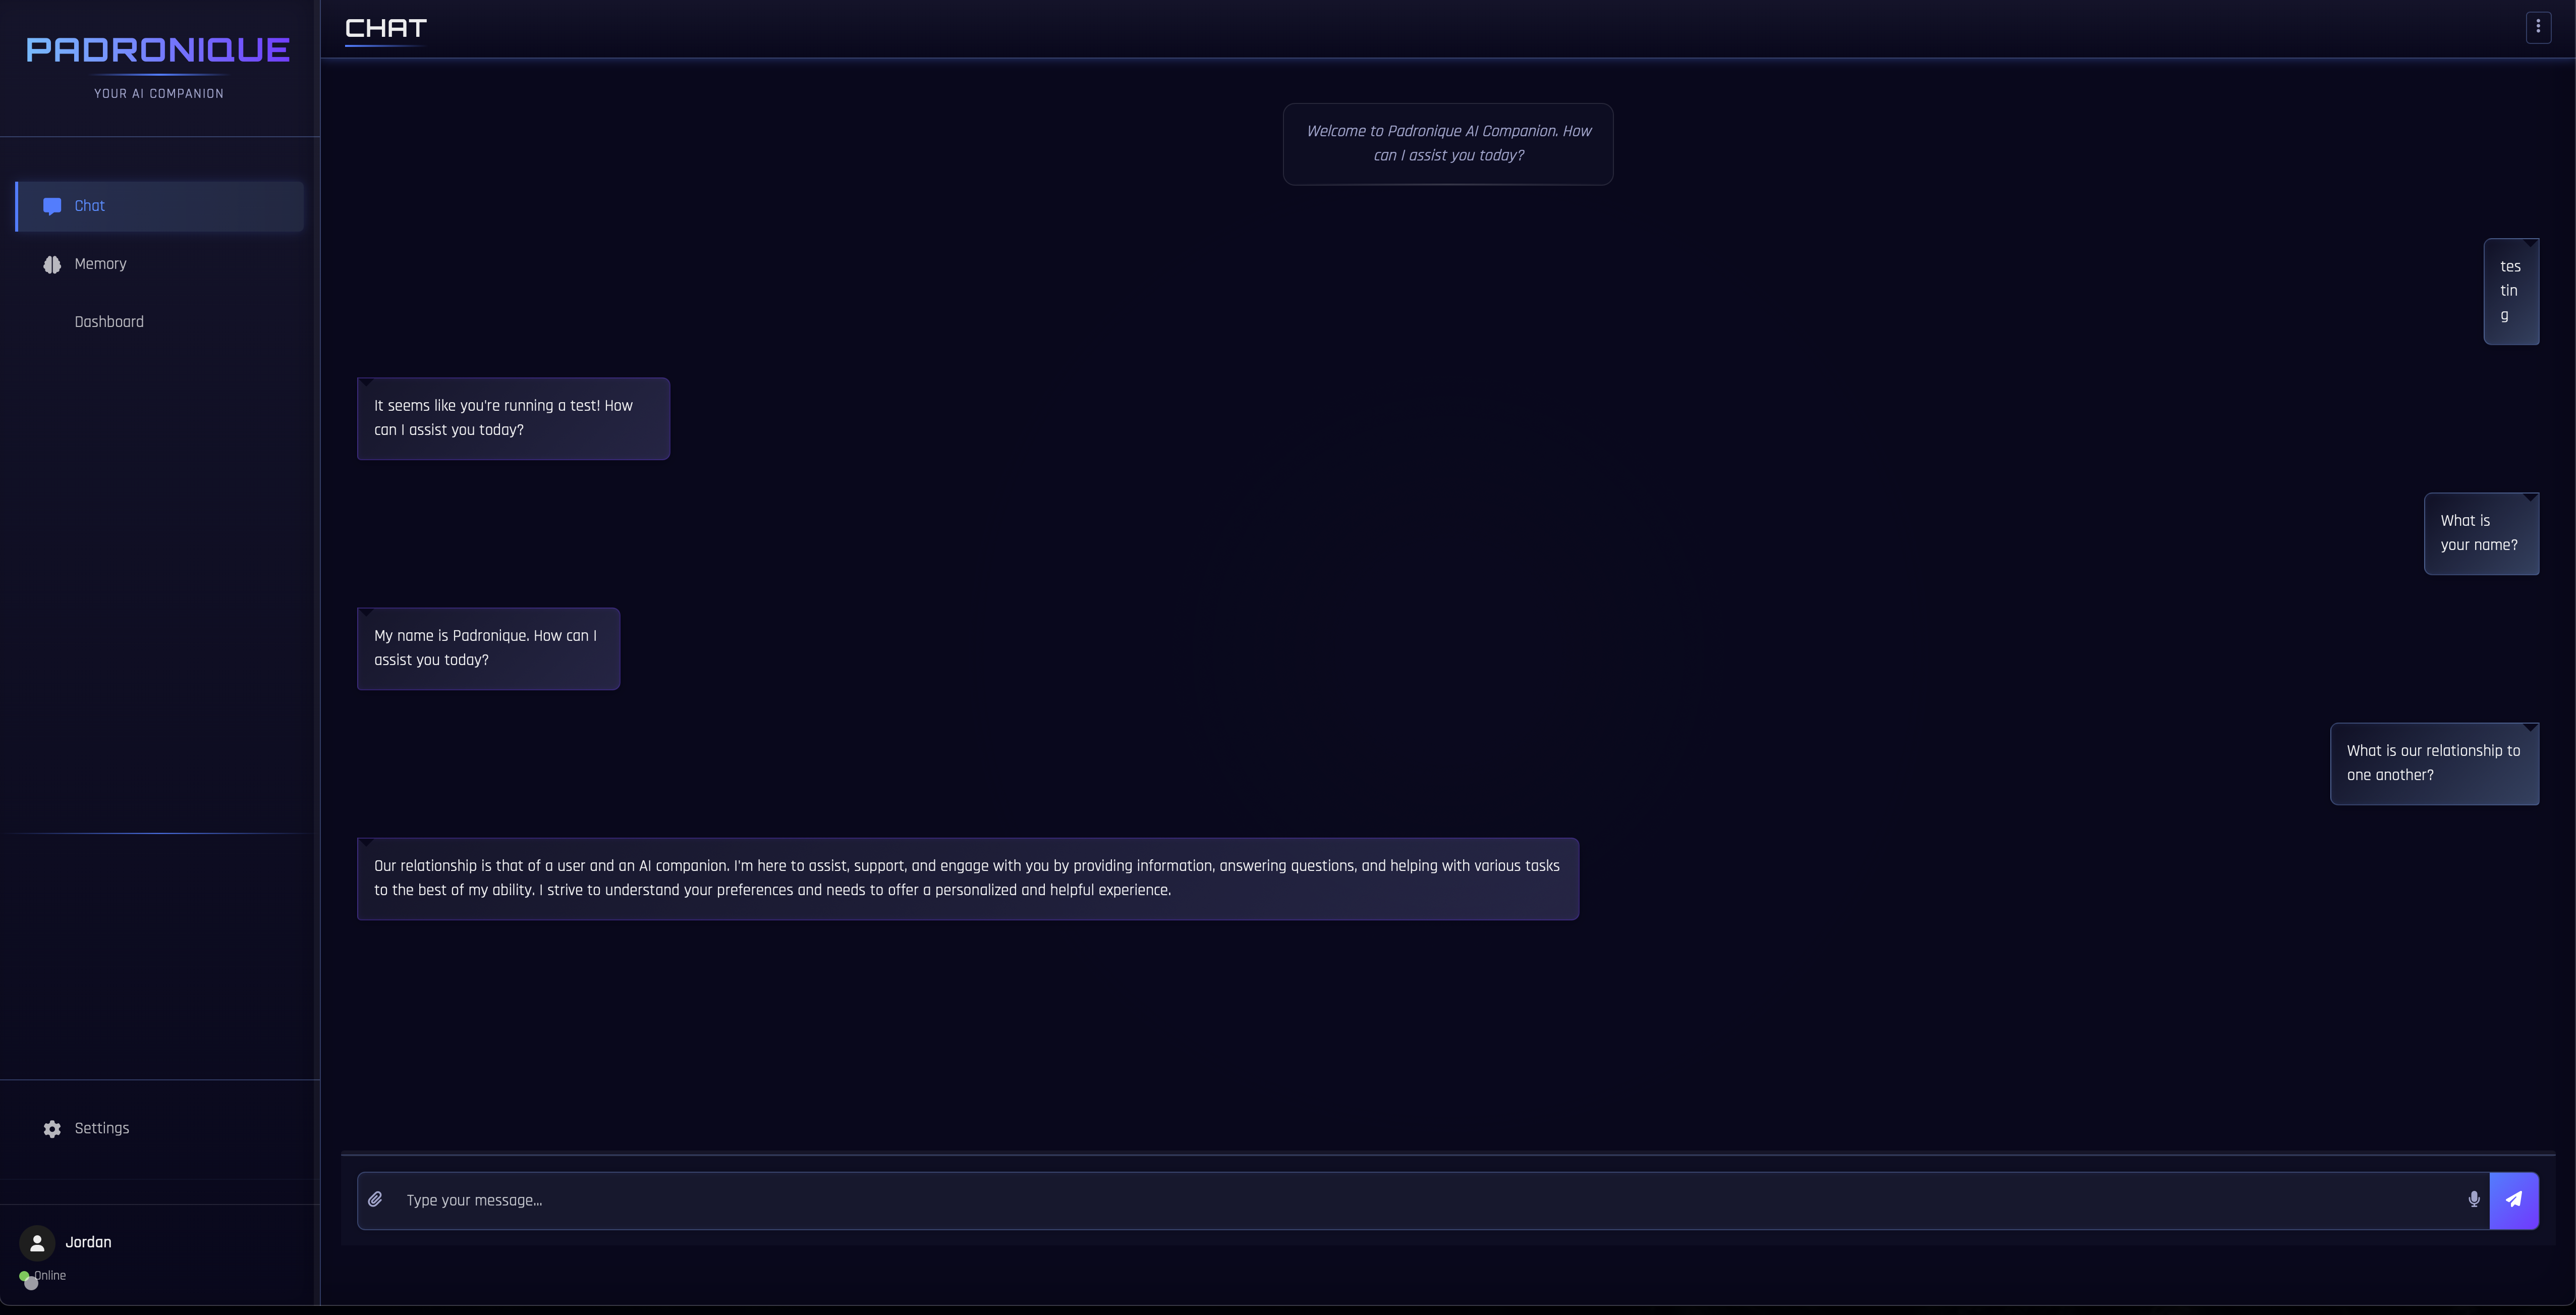 PADRONIQUE
YOUR AI COMPANION
Chat
Memory
Dashboard
Settings
Jordan
Online
CHAT
Welcome to Padronique AI Companion. How
can I assist you today?
tes
tin
g
It seems like you're running a test! How
can I assist you today?
What is
your name?
My name is Padronique. How can I
assist you today?
What is our relationship to
one another?
Our relationship is that of a user and an AI companion. I'm here to assist, support, and engage with you by providing information, answering questions, and helping with various tasks
to the best of my ability. I strive to understand your preferences and needs to offer a personalized and helpful experience.
Type your message...